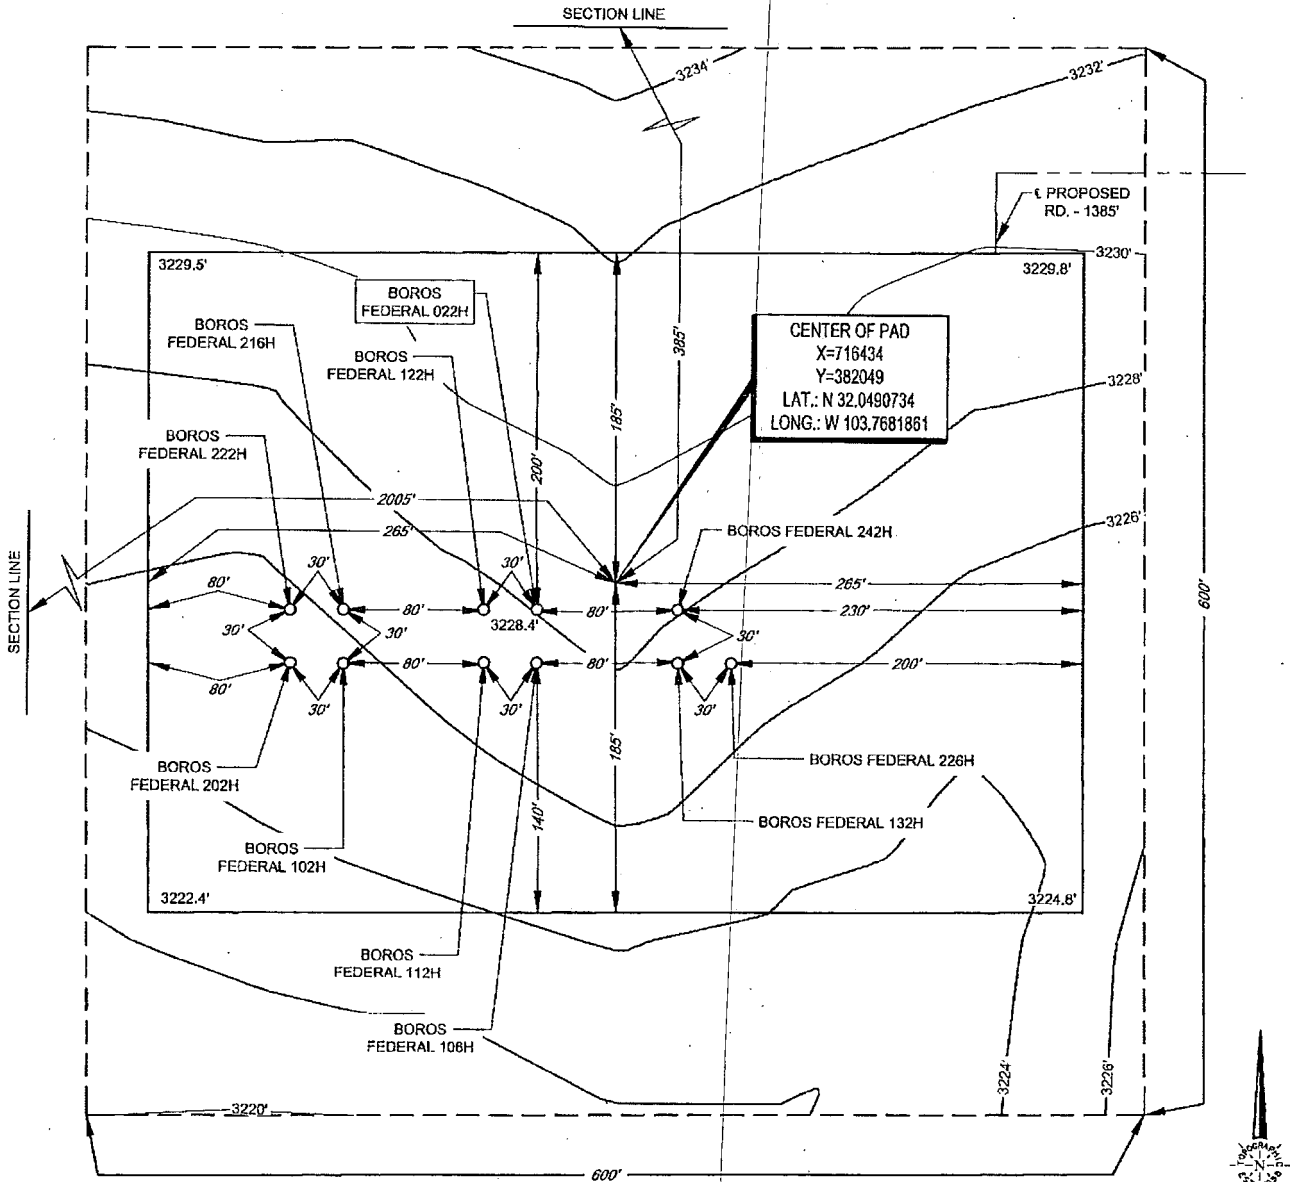 SECTION LINE
3234'
3232'
℄ PROPOSED
RD. - 1385'
3229.5'
3229.8'
3230'
BOROS
FEDERAL 022H
BOROS
FEDERAL 216H
BOROS
FEDERAL 122H
385'
CENTER OF PAD
X=716434
Y=382049
LAT.: N 32.0490734
LONG.: W 103.7681861
3228'
185'
BOROS
FEDERAL 222H
200'
2005'
265'
BOROS FEDERAL 242H
3226'
SECTION LINE
80'
30'
30'
265'
600'
80'
80'
230'
3228.4'
30'
30'
30'
80'
80'
80'
200'
30'
30'
30'
185'
BOROS
FEDERAL 202H
BOROS FEDERAL 226H
140'
BOROS FEDERAL 132H
BOROS
FEDERAL 102H
3222.4'
3224.8'
BOROS
FEDERAL 112H
BOROS
FEDERAL 106H
3224'
3226'
3220'
600'
N